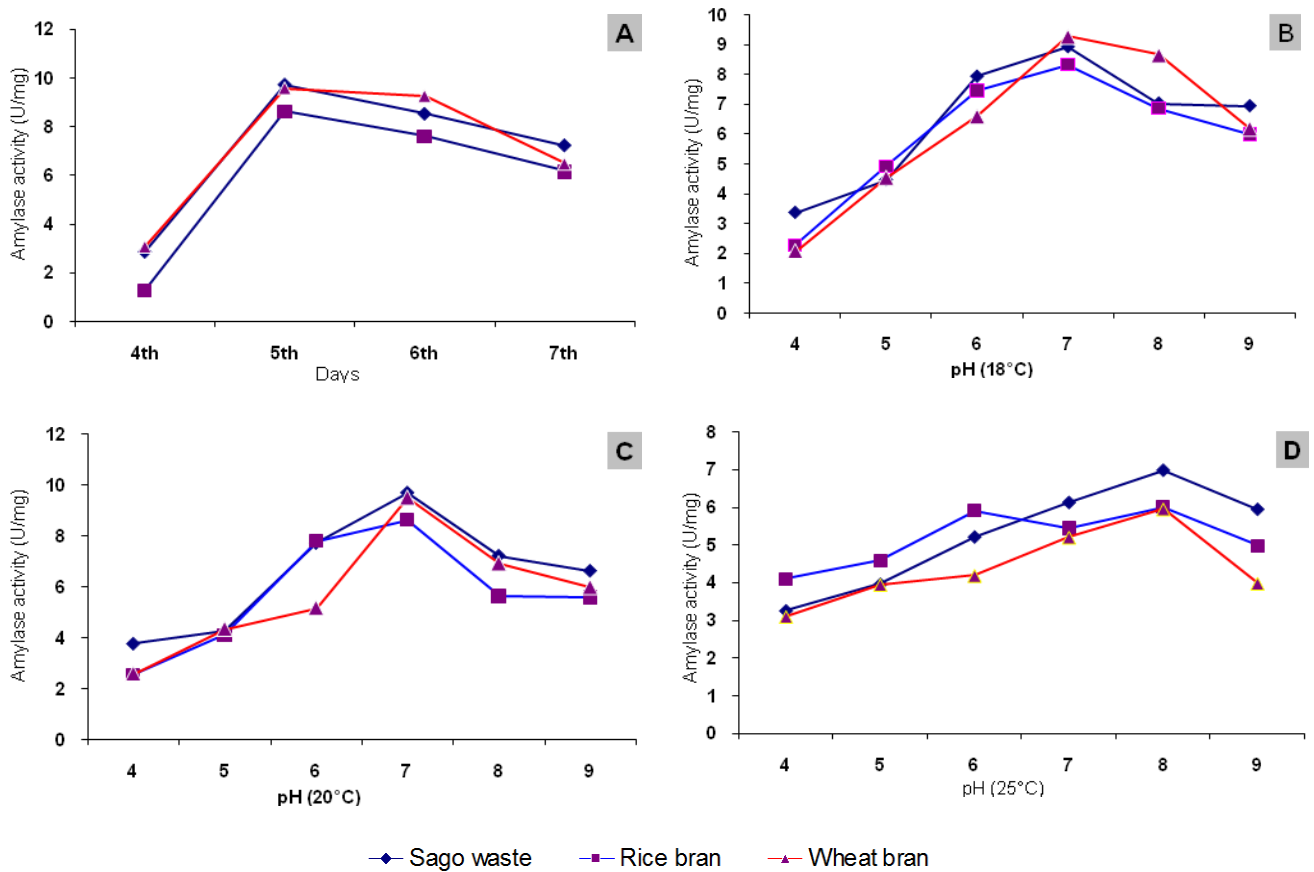 A
Amylase activity (U/mg)
12
10
8
6
4
2
0
4th 5th 6th 7th
Days
B
Amylase activity (U/mg)
10
9
8
7
6
5
4
3
2
1
0
4 5 6 7 8 9
pH (18°C)
C
Amylase activity (U/mg)
12
10
8
6
4
2
0
4 5 6 7 8 9
pH (20°C)
D
Amylase activity (U/mg)
8
7
6
5
4
3
2
1
0
4 5 6 7 8 9
pH (25°C)
Sago waste Rice bran Wheat bran